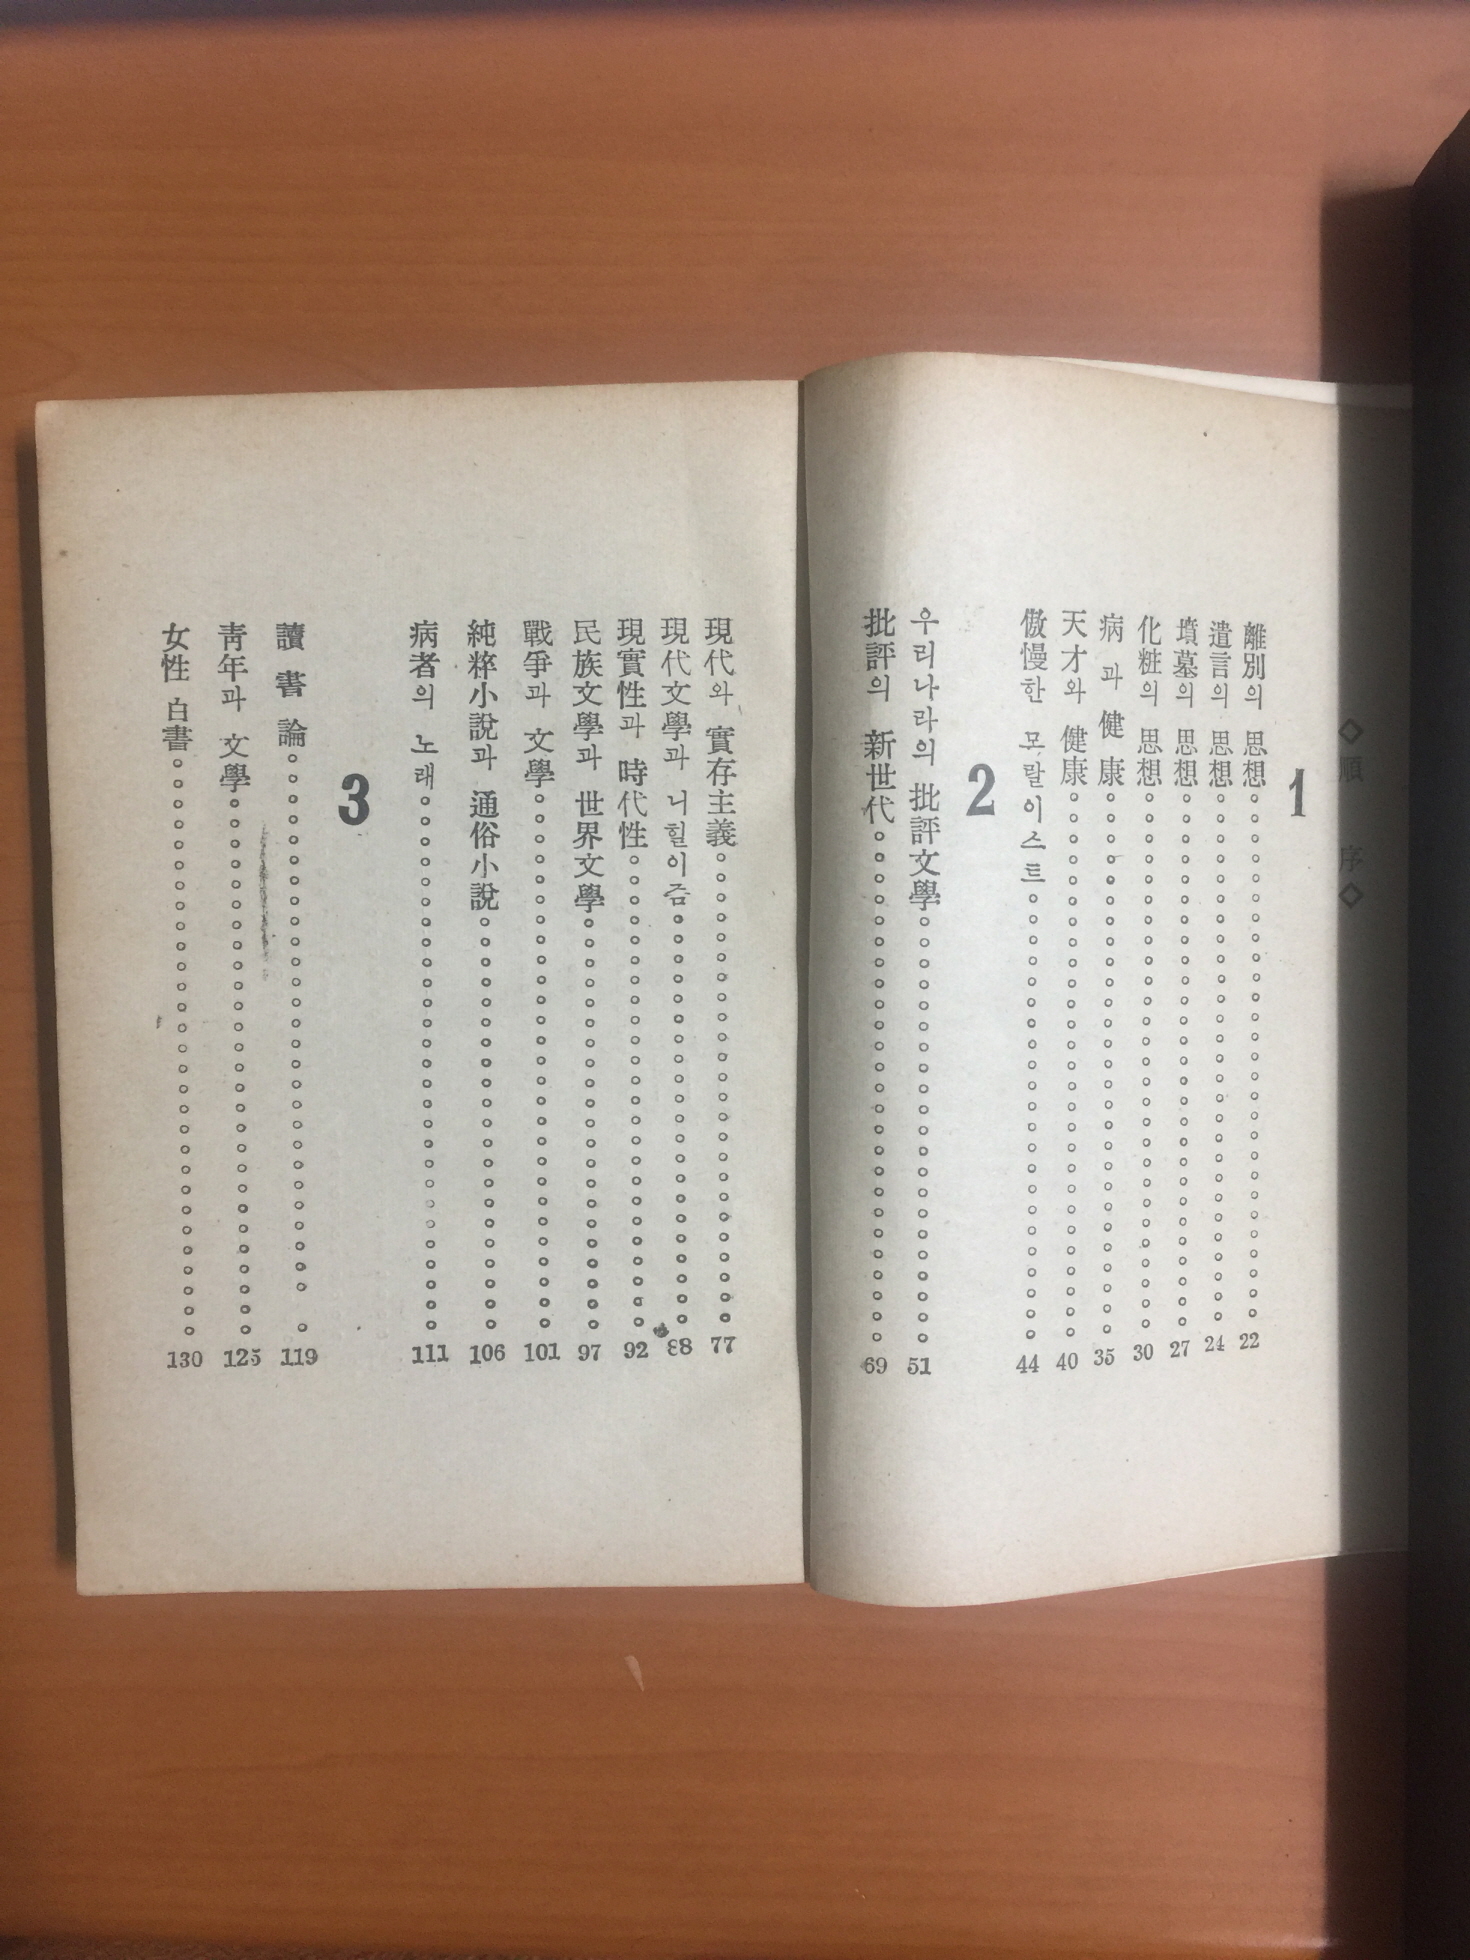 ◇順 序◇
1
離別의 思想 22
遺言의 思想 24
墳墓의 思想 27
化粧의 思想 30
病과 健康 35
天才와 健康 40
傲慢한 모랄이스트 44
2
우리나라의 批評文學 51
批評의 新世代 69
現代와 實存主義 77
現代文學과 니힐이즘 88
現實性과 時代性 92
民族文學과 世界文學 97
戰爭과 文學 101
純粹小說과 通俗小說 106
病者의 노래 111
3
讀書論 119
靑年과 文學 125
女性白書 130